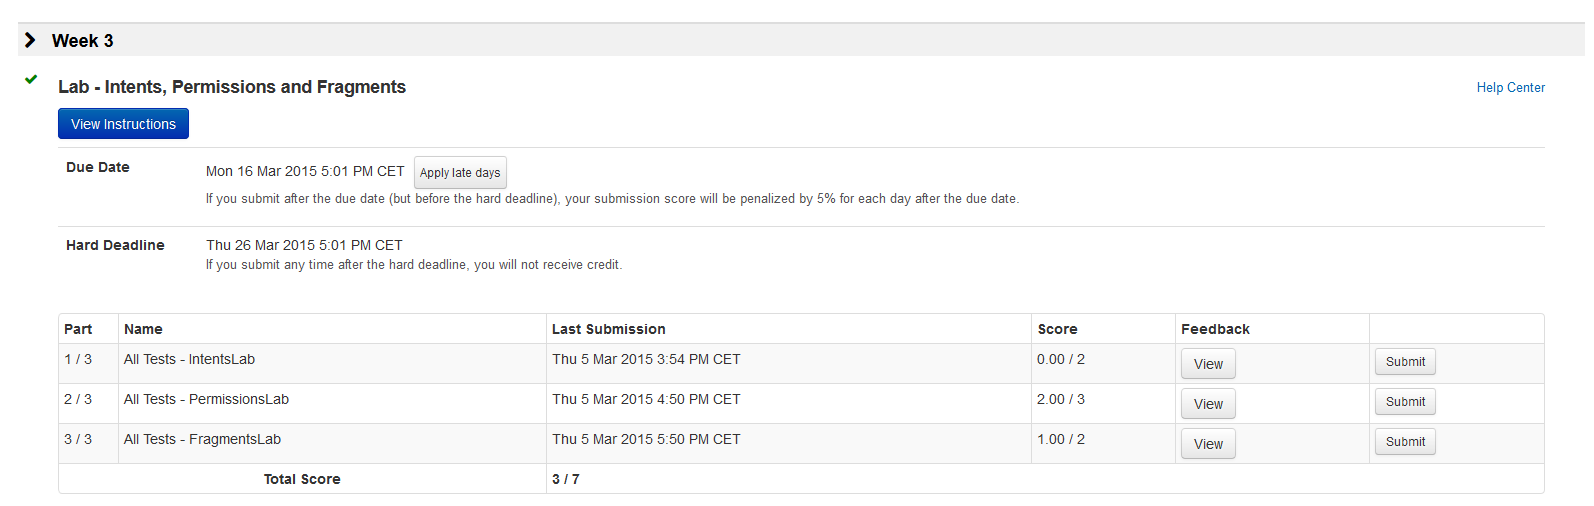 Week 3
Lab - Intents, Permissions and Fragments
Help Center
View Instructions
Due Date
Mon 16 Mar 2015 5:01 PM CET Apply late days
If you submit after the due date (but before the hard deadline), your submission score will be penalized by 5% for each day after the due date.
Hard Deadline
Thu 26 Mar 2015 5:01 PM CET
If you submit any time after the hard deadline, you will not receive credit.
Part Name Last Submission Score Feedback
1 / 3 All Tests - IntentsLab Thu 5 Mar 2015 3:54 PM CET 0.00 / 2 View Submit
2 / 3 All Tests - PermissionsLab Thu 5 Mar 2015 4:50 PM CET 2.00 / 3 View Submit
3 / 3 All Tests - FragmentsLab Thu 5 Mar 2015 5:50 PM CET 1.00 / 2 View Submit
Total Score 3 / 7